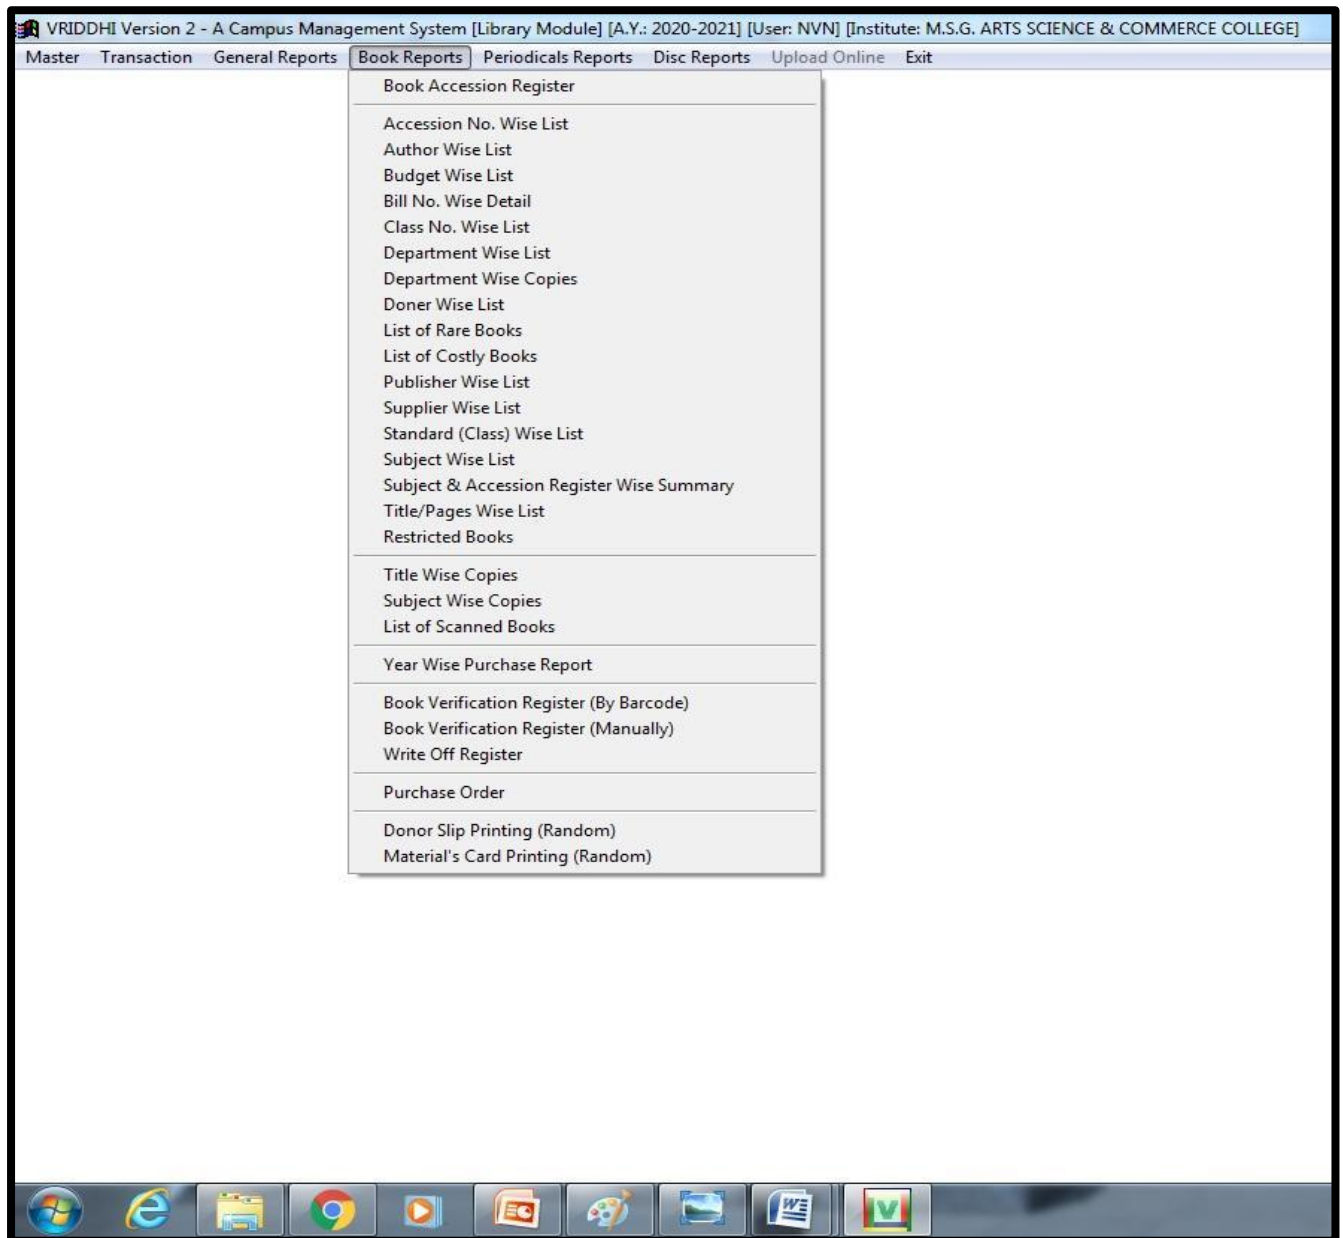 VRIDDHI Version 2 - A Campus Management System [Library Module] [A.Y.: 2020-2021] [User: NVN] [Institute: M.S.G. ARTS SCIENCE & COMMERCE COLLEGE]
Master Transaction General Reports Book Reports Periodicals Reports Disc Reports Upload Online Exit
Book Accession Register
Accession No. Wise List
Author Wise List
Budget Wise List
Bill No. Wise Detail
Class No. Wise List
Department Wise List
Department Wise Copies
Doner Wise List
List of Rare Books
List of Costly Books
Publisher Wise List
Supplier Wise List
Standard (Class) Wise List
Subject Wise List
Subject & Accession Register Wise Summary
Title/Pages Wise List
Restricted Books
Title Wise Copies
Subject Wise Copies
List of Scanned Books
Year Wise Purchase Report
Book Verification Register (By Barcode)
Book Verification Register (Manually)
Write Off Register
Purchase Order
Donor Slip Printing (Random)
Material's Card Printing (Random)